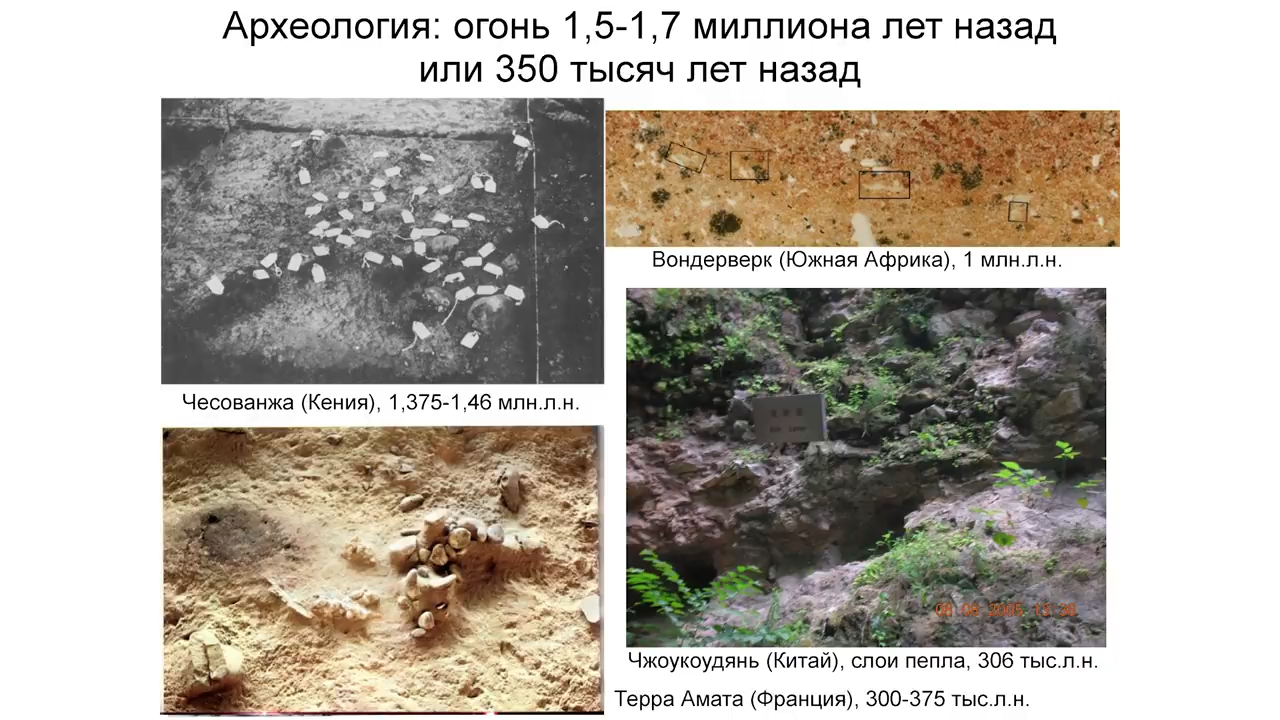 Археология: огонь 1,5-1,7 миллиона лет назад
или 350 тысяч лет назад
Вондерверк (Южная Африка), 1 млн.л.н.
Чесованжа (Кения), 1,375-1,46 млн.л.н.
Чжоукоудянь (Китай), слои пепла, 306 тыс.л.н.
Терра Амата (Франция), 300-375 тыс.л.н.